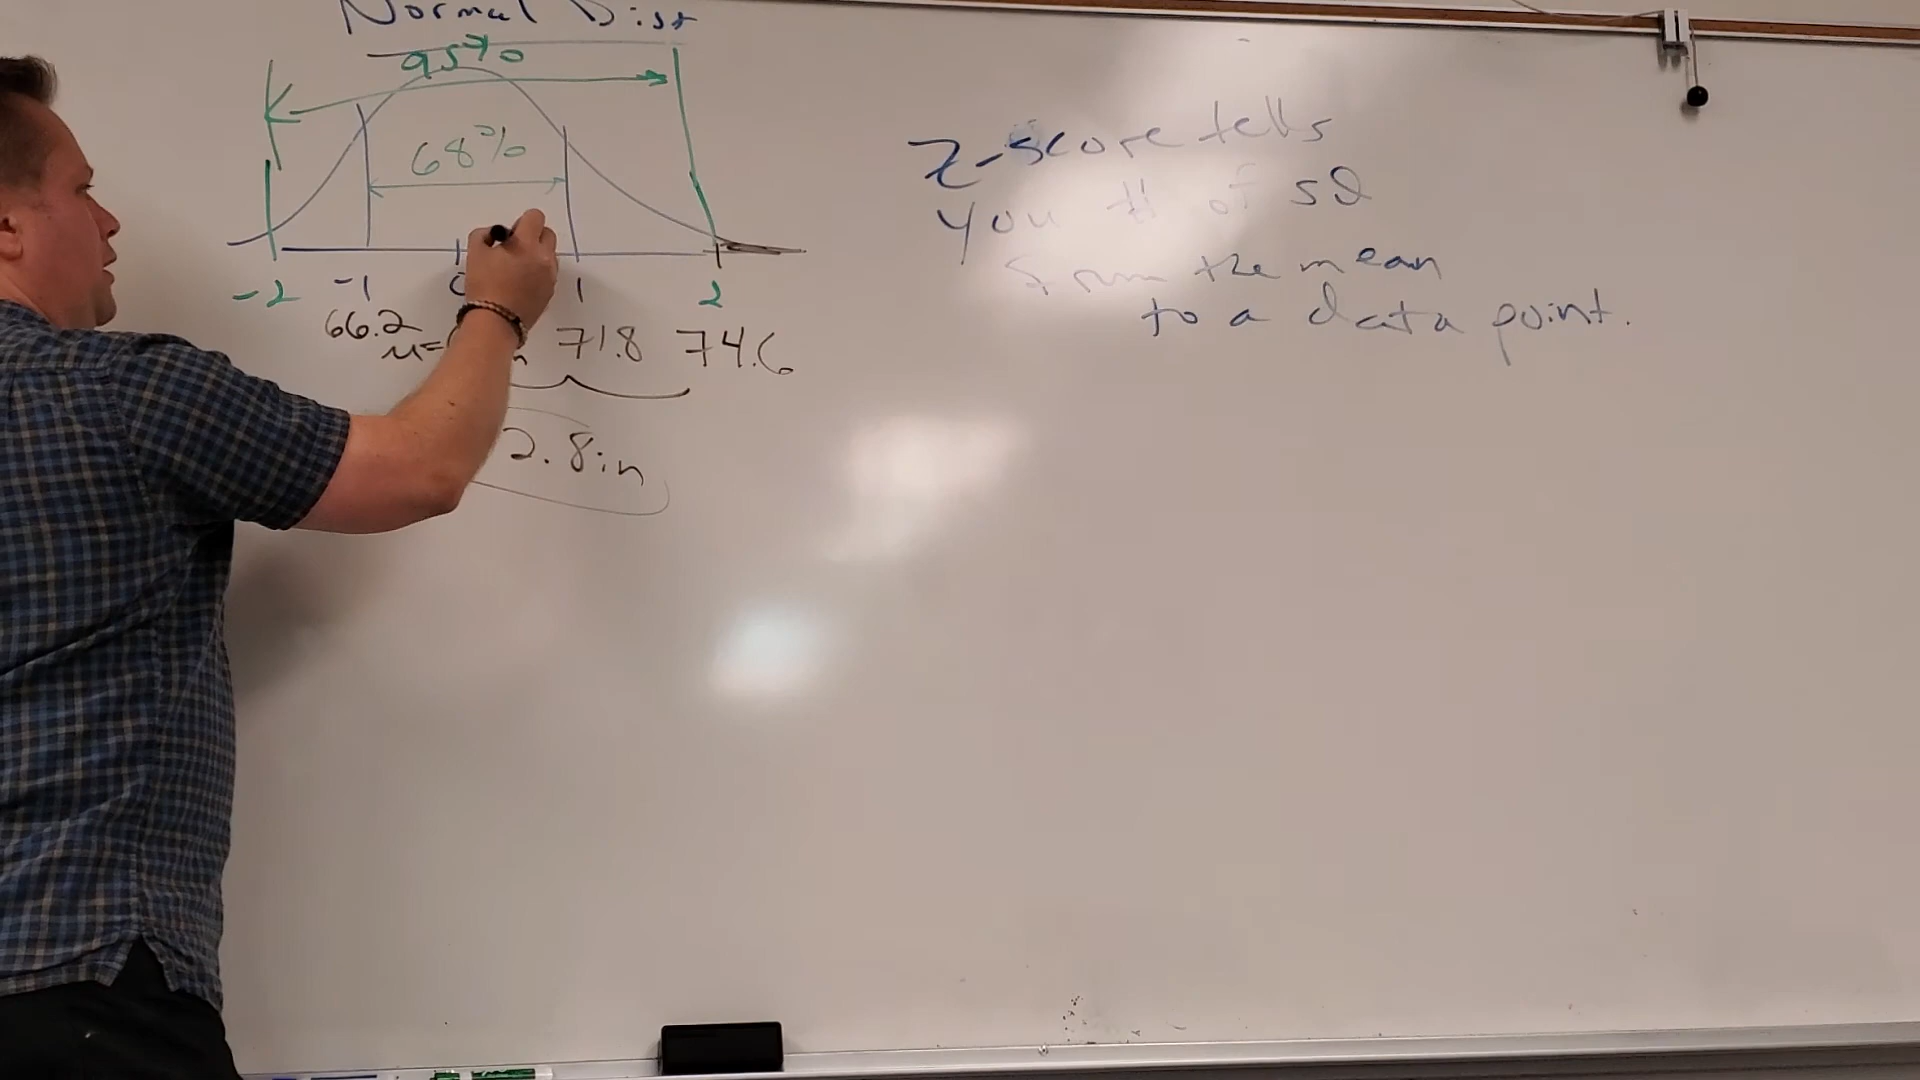 Normal Dist
95%
68%
-2 -1 1 2
66.2 71.8 74.6
μ=
2.8in
Z-score tells
you # of SD
from the mean
to a data point.